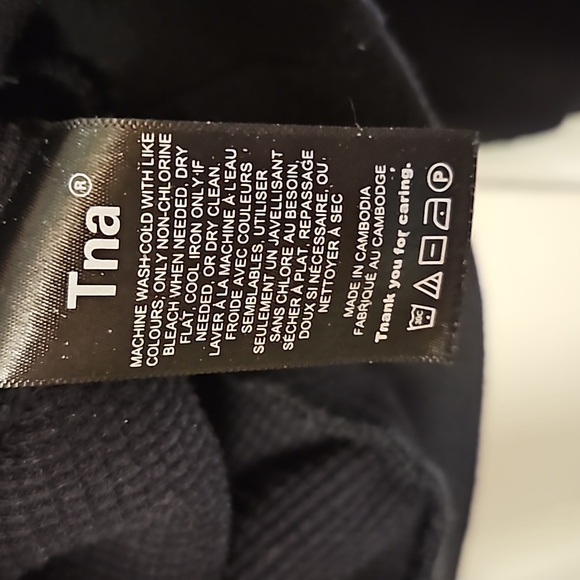 Tna®
MACHINE WASH COLD WITH LIKE
COLOURS, ONLY NON-CHLORINE
BLEACH WHEN NEEDED, DRY
FLAT, COOL IRON ONLY IF
NEEDED, OR DRY CLEAN.
LAVER À LA MACHINE À L'EAU
FROIDE AVEC COULEURS
SEMBLABLES, UTILISER
SEULEMENT UN JAVELLISANT
SANS CHLORE AU BESOIN,
SÉCHER À PLAT, REPASSAGE
DOUX SI NÉCESSAIRE, OU
NETTOYER À SEC
MADE IN CAMBODIA
FABRIQUÉ AU CAMBODGE
Tnank you for caring.
30C P